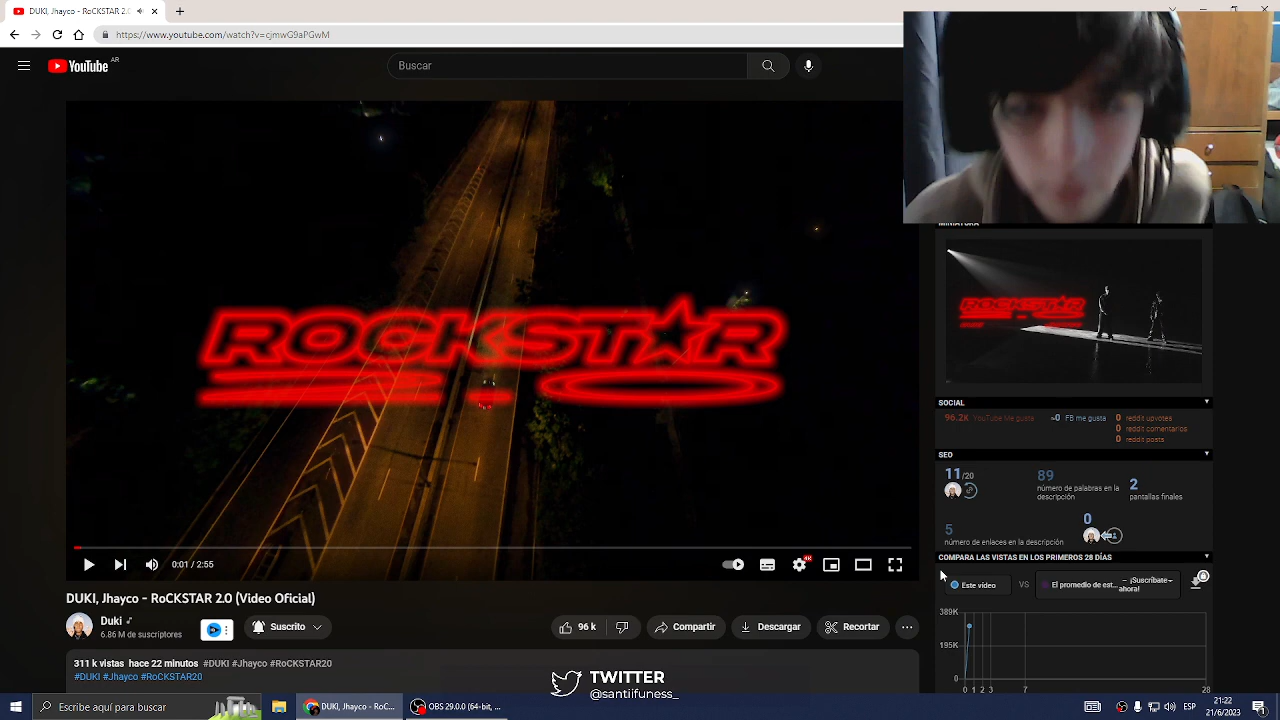 DUKI, Jhayco - RoCKSTAR 2.0
https://www.youtube.com/watch?v=cjmwG9aPGwM
YouTube AR
Buscar
ROCKSTAR
MINIATURA
ROCKSTAR
SOCIAL
96.2K YouTube Me gusta
~0 FB me gusta
0 reddit upvotes
0 reddit comentarios
0 reddit posts
SEO
11/20
89
número de palabras en la
descripción
2
pantallas finales
5
número de enlaces en la descripción
0
COMPARA LAS VISTAS EN LOS PRIMEROS 28 DÍAS
Este vídeo
VS
El promedio de est...
– ¡Suscríbate–
ahora!
389K
195K
0
0 1 2 3 7 28
0:01 / 2:55
4K
DUKI, Jhayco - RoCKSTAR 2.0 (Video Oficial)
Duki
6.86 M de suscriptores
Suscrito
96 k
Compartir
Descargar
Recortar
311 k vistas hace 22 minutos #DUKI #Jhayco #RoCKSTAR20
#DUKI #Jhayco #ROCKSTAR20
TWITTER
@santiifuness_
Escribe aquí para buscar
DUKI, Jhayco - RoC...
OBS 29.0.0 (64-bit, ...
ESP
21:22
21/6/2023